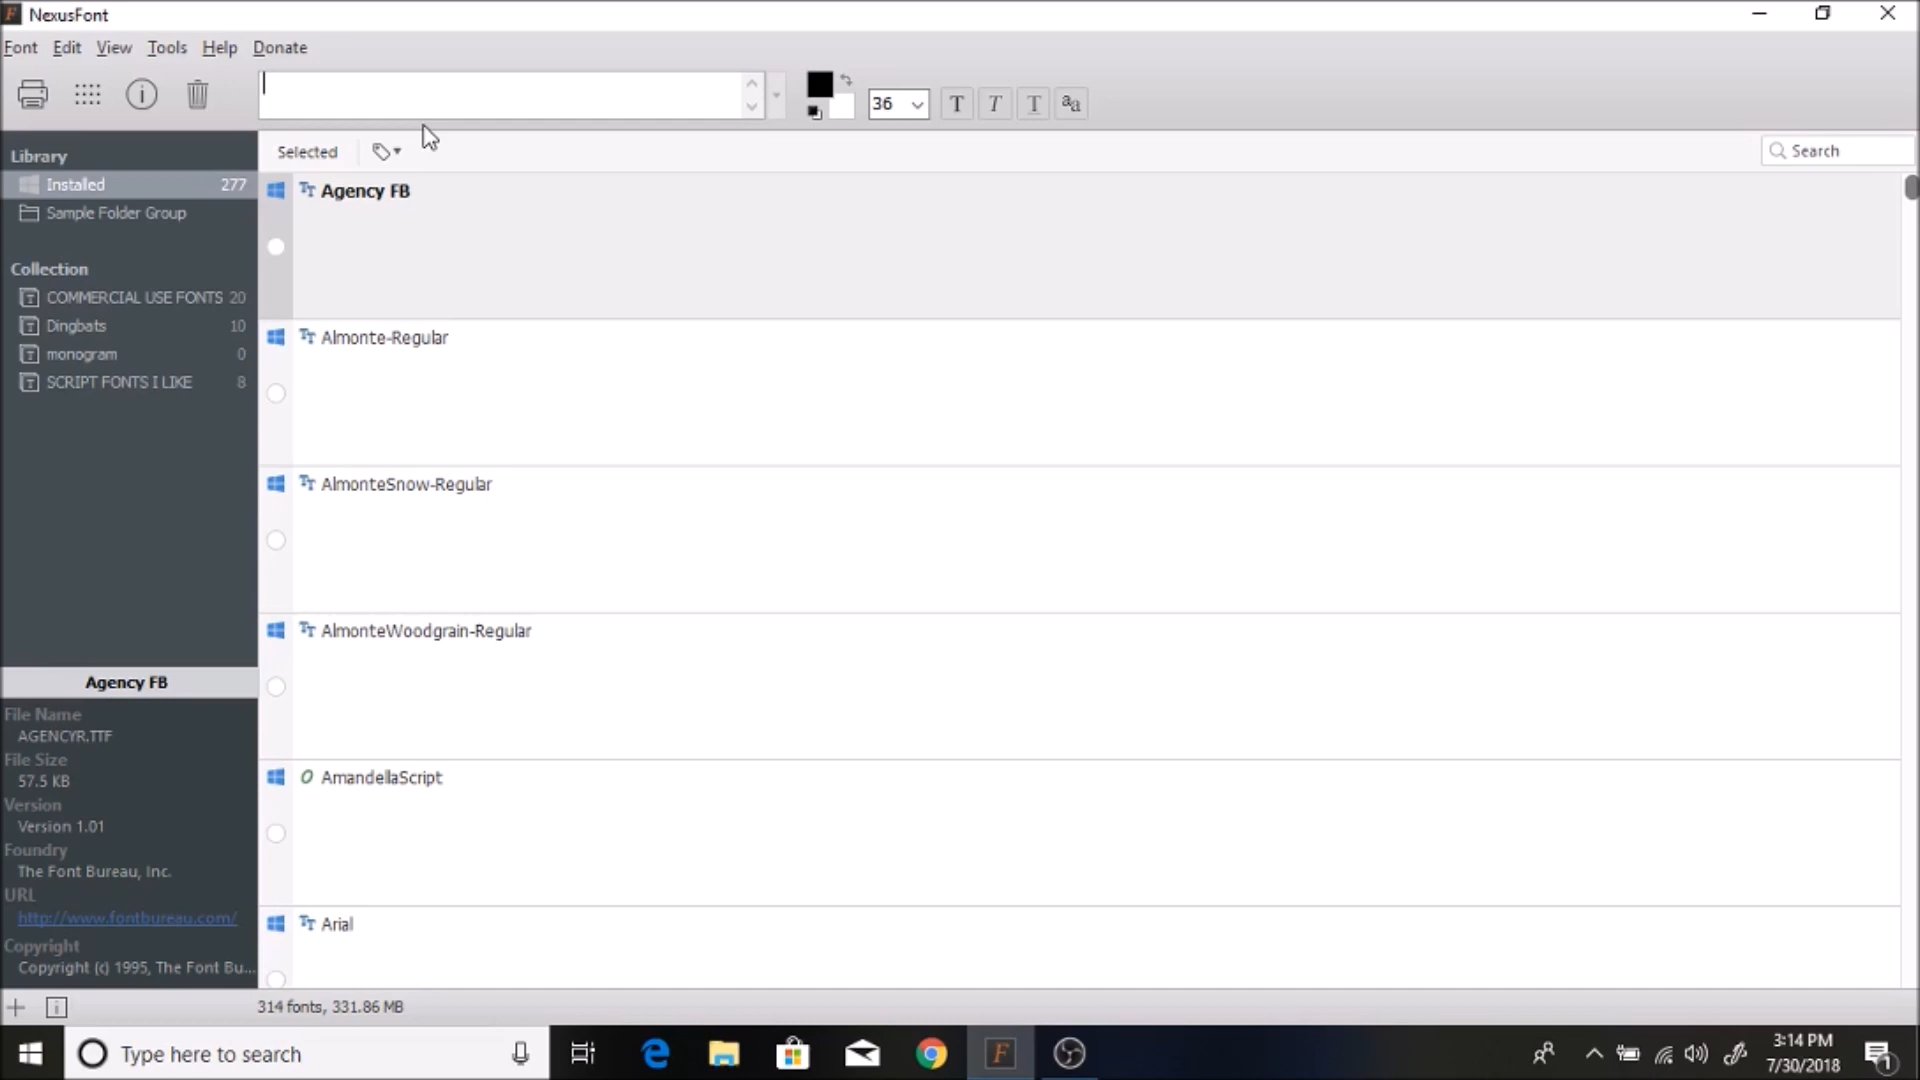 NexusFont
Font Edit View Tools Help Donate
36
T T T aa
Library
Installed 277
Sample Folder Group
Collection
COMMERCIAL USE FONTS 20
Dingbats 10
monogram 0
SCRIPT FONTS I LIKE 8
Selected
Search
Agency FB
Almonte-Regular
AlmonteSnow-Regular
AlmonteWoodgrain-Regular
AmandellaScript
Arial
Agency FB
File Name
AGENCYR.TTF
File Size
57.5 KB
Version
Version 1.01
Foundry
The Font Bureau, Inc.
URL
http://www.fontbureau.com/
Copyright
Copyright (c) 1995, The Font Bu...
314 fonts, 331.86 MB
Type here to search
3:14 PM
7/30/2018
1